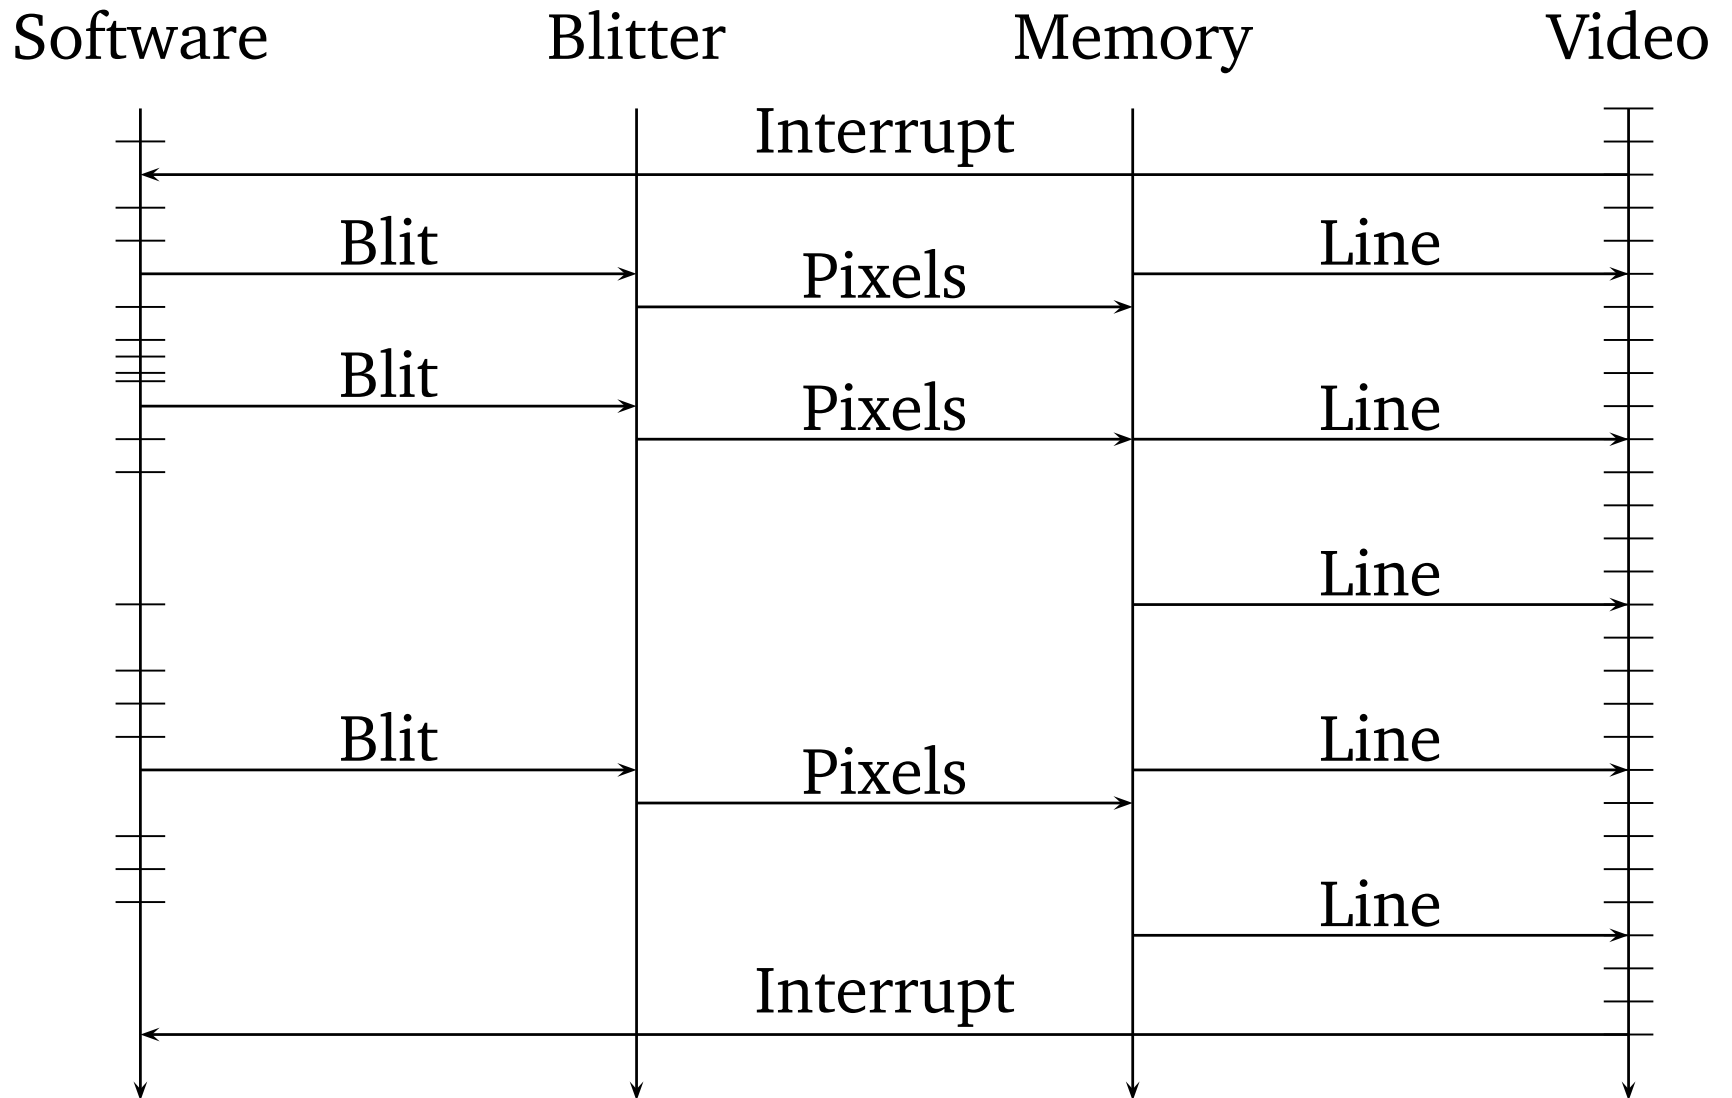 Software Blitter Memory Video
Interrupt
Blit Line
Pixels
Blit
Pixels Line
Line
Blit Line
Pixels
Line
Interrupt